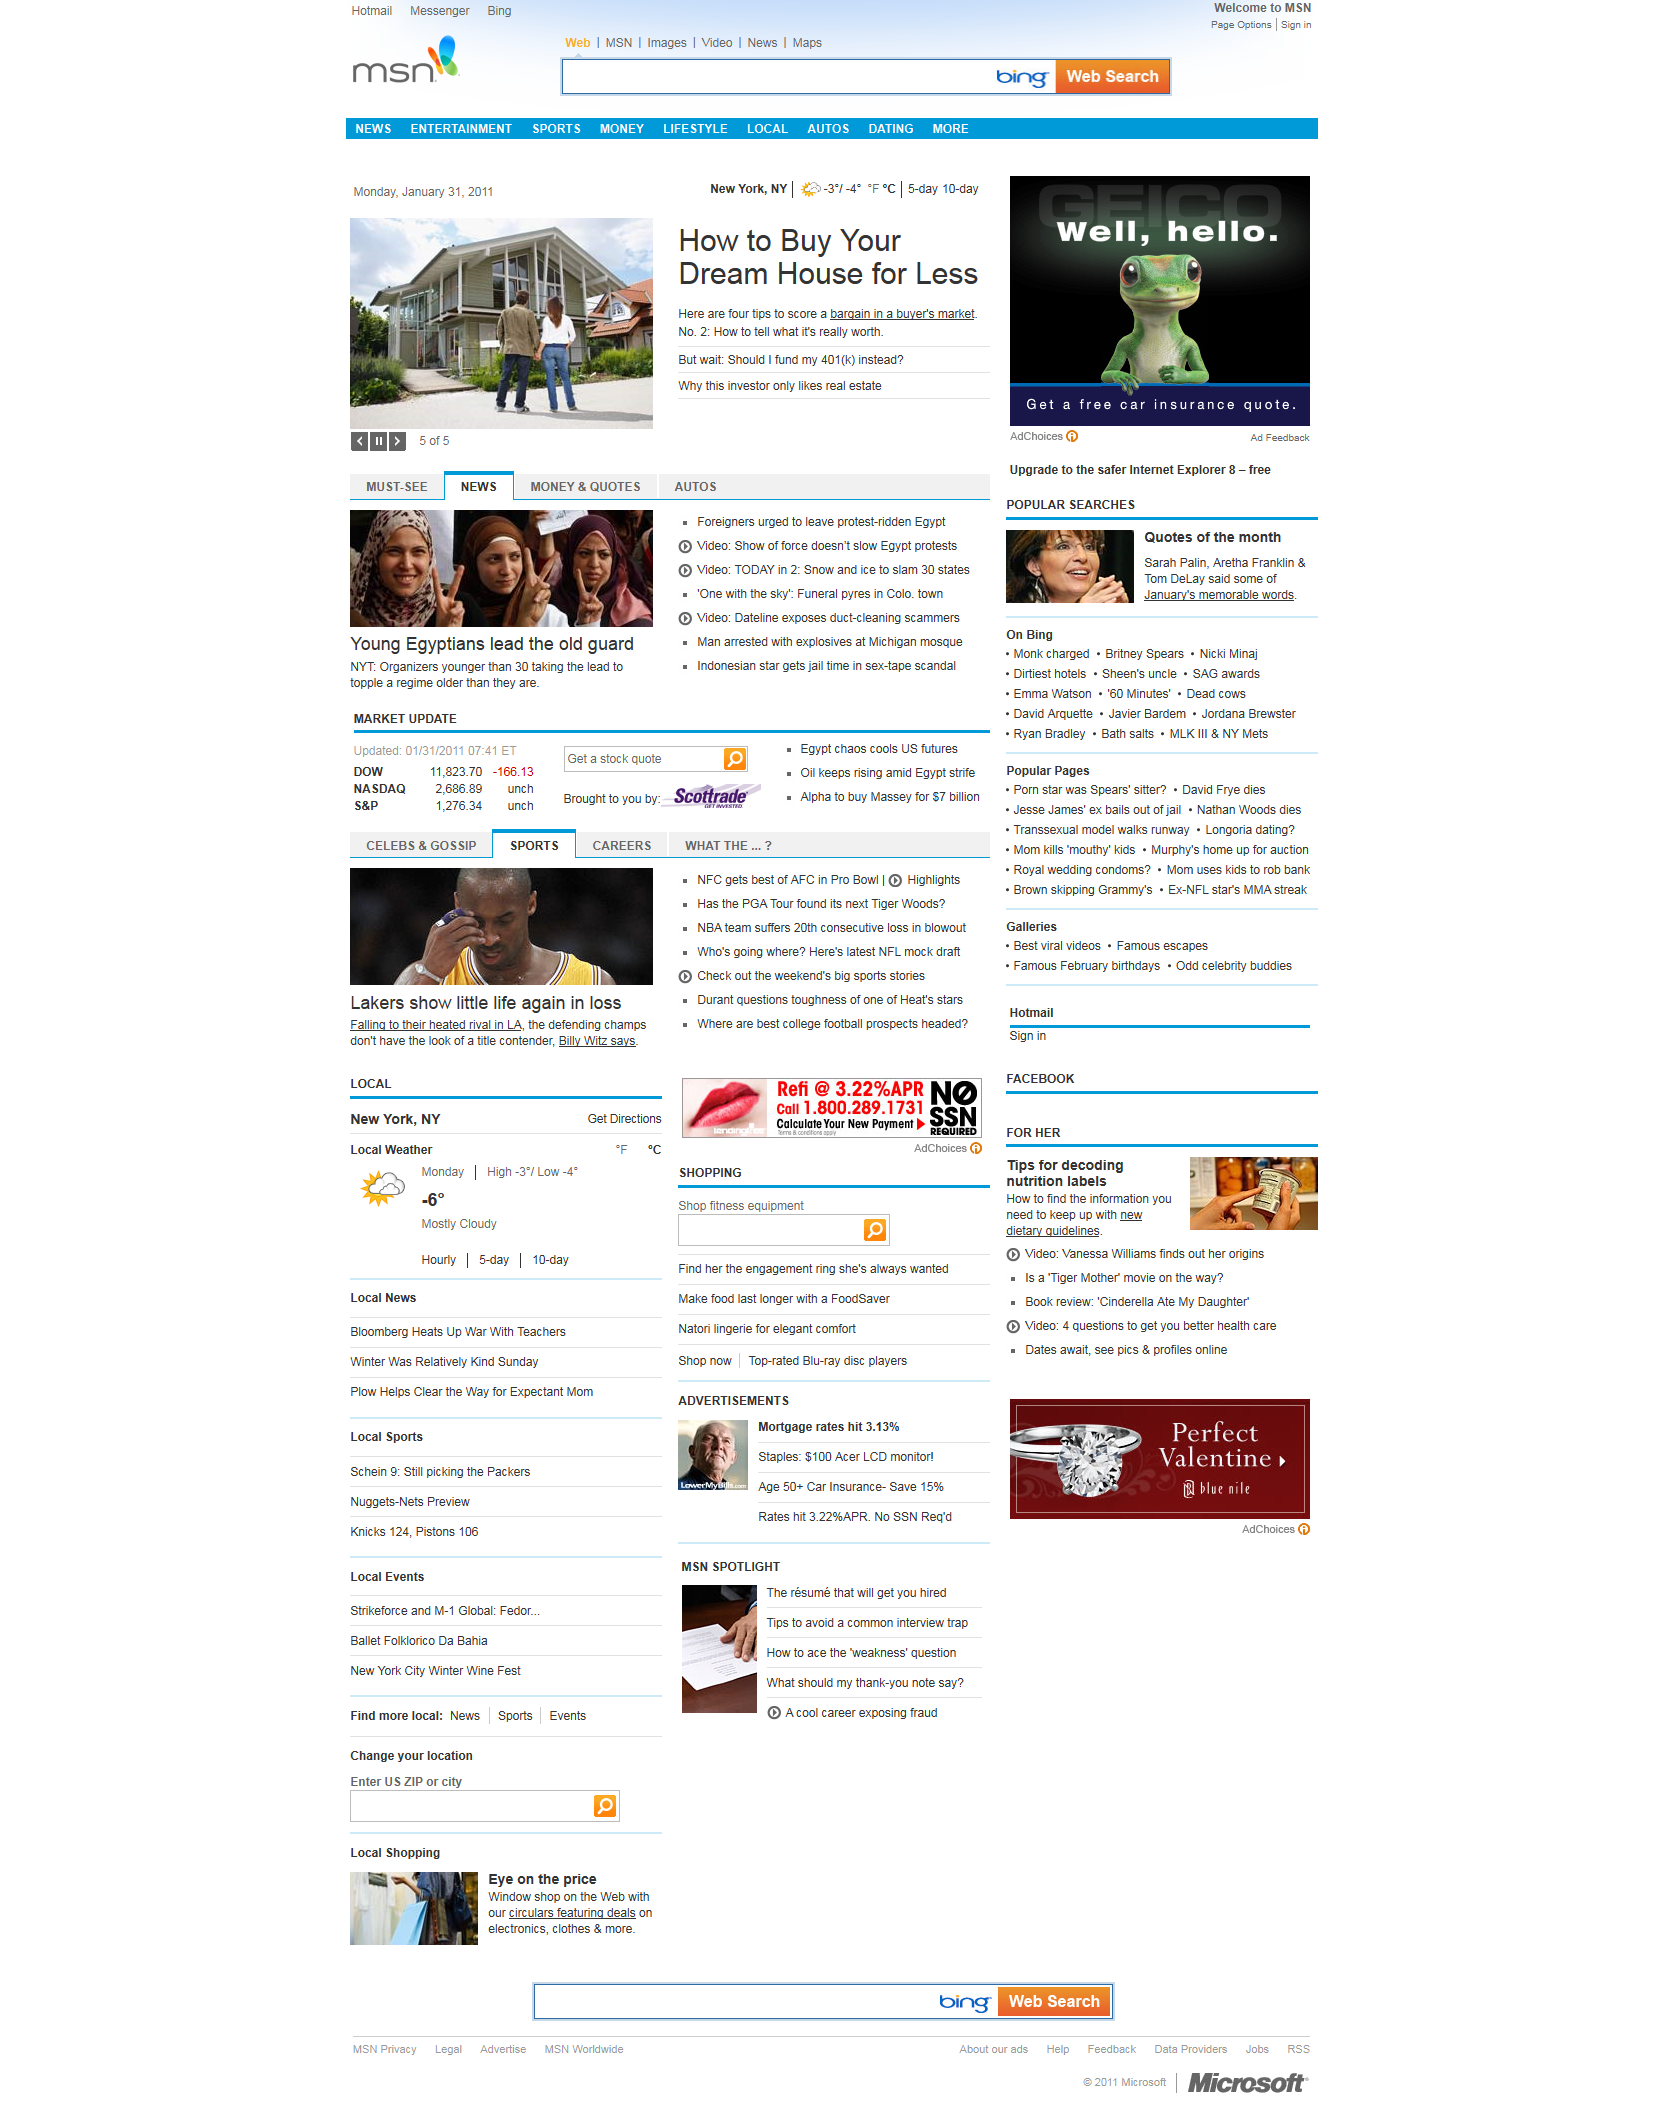 Hotmail Messenger Bing
Welcome to MSN
Page Options | Sign in
msn
Web | MSN | Images | Video | News | Maps
bing Web Search
NEWS ENTERTAINMENT SPORTS MONEY LIFESTYLE LOCAL AUTOS DATING MORE
Monday, January 31, 2011
New York, NY | -3°/ -4° °F °C | 5-day 10-day
How to Buy Your
Dream House for Less
Here are four tips to score a bargain in a buyer's market.
No. 2: How to tell what it's really worth.
But wait: Should I fund my 401(k) instead?
Why this investor only likes real estate
5 of 5
GEICO
Well, hello.
Get a free car insurance quote.
AdChoices
Ad Feedback
Upgrade to the safer Internet Explorer 8 – free
MUST-SEE NEWS MONEY & QUOTES AUTOS
Young Egyptians lead the old guard
NYT: Organizers younger than 30 taking the lead to
topple a regime older than they are.
Foreigners urged to leave protest-ridden Egypt
Video: Show of force doesn't slow Egypt protests
Video: TODAY in 2: Snow and ice to slam 30 states
'One with the sky': Funeral pyres in Colo. town
Video: Dateline exposes duct-cleaning scammers
Man arrested with explosives at Michigan mosque
Indonesian star gets jail time in sex-tape scandal
MARKET UPDATE
Updated: 01/31/2011 07:41 ET
DOW 11,823.70 -166.13
NASDAQ 2,686.89 unch
S&P 1,276.34 unch
Get a stock quote
Brought to you by: Scottrade
GET INVESTED.
Egypt chaos cools US futures
Oil keeps rising amid Egypt strife
Alpha to buy Massey for $7 billion
CELEBS & GOSSIP SPORTS CAREERS WHAT THE ... ?
Lakers show little life again in loss
Falling to their heated rival in LA, the defending champs
don't have the look of a title contender, Billy Witz says.
NFC gets best of AFC in Pro Bowl | Highlights
Has the PGA Tour found its next Tiger Woods?
NBA team suffers 20th consecutive loss in blowout
Who's going where? Here's latest NFL mock draft
Check out the weekend's big sports stories
Durant questions toughness of one of Heat's stars
Where are best college football prospects headed?
POPULAR SEARCHES
Quotes of the month
Sarah Palin, Aretha Franklin &
Tom DeLay said some of
January's memorable words.
On Bing
• Monk charged • Britney Spears • Nicki Minaj
• Dirtiest hotels • Sheen's uncle • SAG awards
• Emma Watson • '60 Minutes' • Dead cows
• David Arquette • Javier Bardem • Jordana Brewster
• Ryan Bradley • Bath salts • MLK III & NY Mets
Popular Pages
• Porn star was Spears' sitter? • David Frye dies
• Jesse James' ex bails out of jail • Nathan Woods dies
• Transsexual model walks runway • Longoria dating?
• Mom kills 'mouthy' kids • Murphy's home up for auction
• Royal wedding condoms? • Mom uses kids to rob bank
• Brown skipping Grammy's • Ex-NFL star's MMA streak
Galleries
• Best viral videos • Famous escapes
• Famous February birthdays • Odd celebrity buddies
Hotmail
Sign in
FACEBOOK
FOR HER
Tips for decoding
nutrition labels
How to find the information you
need to keep up with new
dietary guidelines.
Video: Vanessa Williams finds out her origins
Is a 'Tiger Mother' movie on the way?
Book review: 'Cinderella Ate My Daughter'
Video: 4 questions to get you better health care
Dates await, see pics & profiles online
Perfect
Valentine
blue nile
AdChoices
LOCAL
New York, NY Get Directions
Local Weather °F °C
Monday | High -3°/ Low -4°
-6°
Mostly Cloudy
Hourly | 5-day | 10-day
Local News
Bloomberg Heats Up War With Teachers
Winter Was Relatively Kind Sunday
Plow Helps Clear the Way for Expectant Mom
Local Sports
Schein 9: Still picking the Packers
Nuggets-Nets Preview
Knicks 124, Pistons 106
Local Events
Strikeforce and M-1 Global: Fedor...
Ballet Folklorico Da Bahia
New York City Winter Wine Fest
Find more local: News | Sports | Events
Change your location
Enter US ZIP or city
Local Shopping
Eye on the price
Window shop on the Web with
our circulars featuring deals on
electronics, clothes & more.
lendingtree
Refi @ 3.22%APR
Call 1.800.289.1731
Calculate Your New Payment
Terms & conditions apply
NO
SSN
REQUIRED
AdChoices
SHOPPING
Shop fitness equipment
Find her the engagement ring she's always wanted
Make food last longer with a FoodSaver
Natori lingerie for elegant comfort
Shop now | Top-rated Blu-ray disc players
ADVERTISEMENTS
LowerMyBills.com
Mortgage rates hit 3.13%
Staples: $100 Acer LCD monitor!
Age 50+ Car Insurance- Save 15%
Rates hit 3.22%APR. No SSN Req'd
MSN SPOTLIGHT
The résumé that will get you hired
Tips to avoid a common interview trap
How to ace the 'weakness' question
What should my thank-you note say?
A cool career exposing fraud
bing Web Search
MSN Privacy Legal Advertise MSN Worldwide
About our ads Help Feedback Data Providers Jobs RSS
© 2011 Microsoft | Microsoft